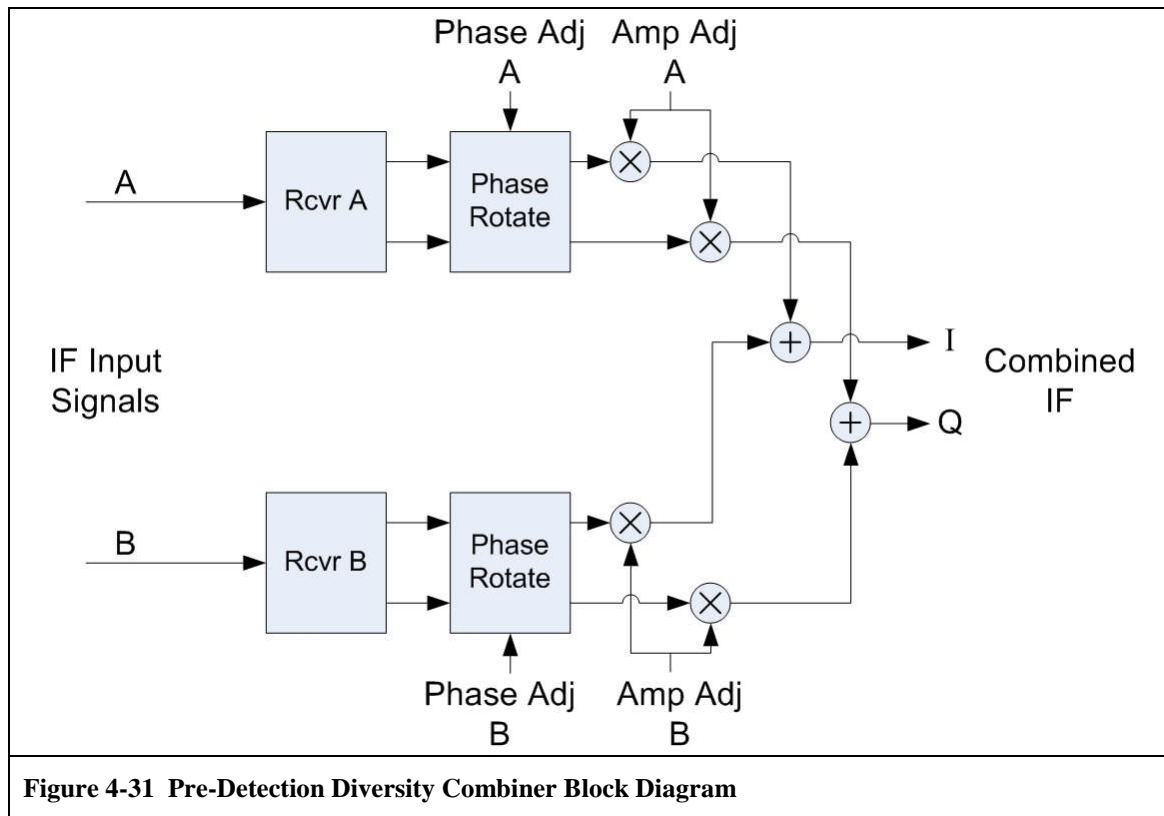 Phase Adj
A
Amp Adj
A
A
Rcvr A
Phase
Rotate
IF Input
Signals
I
Q
Combined
IF
B
Rcvr B
Phase
Rotate
Phase Adj
B
Amp Adj
B
Figure 4-31 Pre-Detection Diversity Combiner Block Diagram